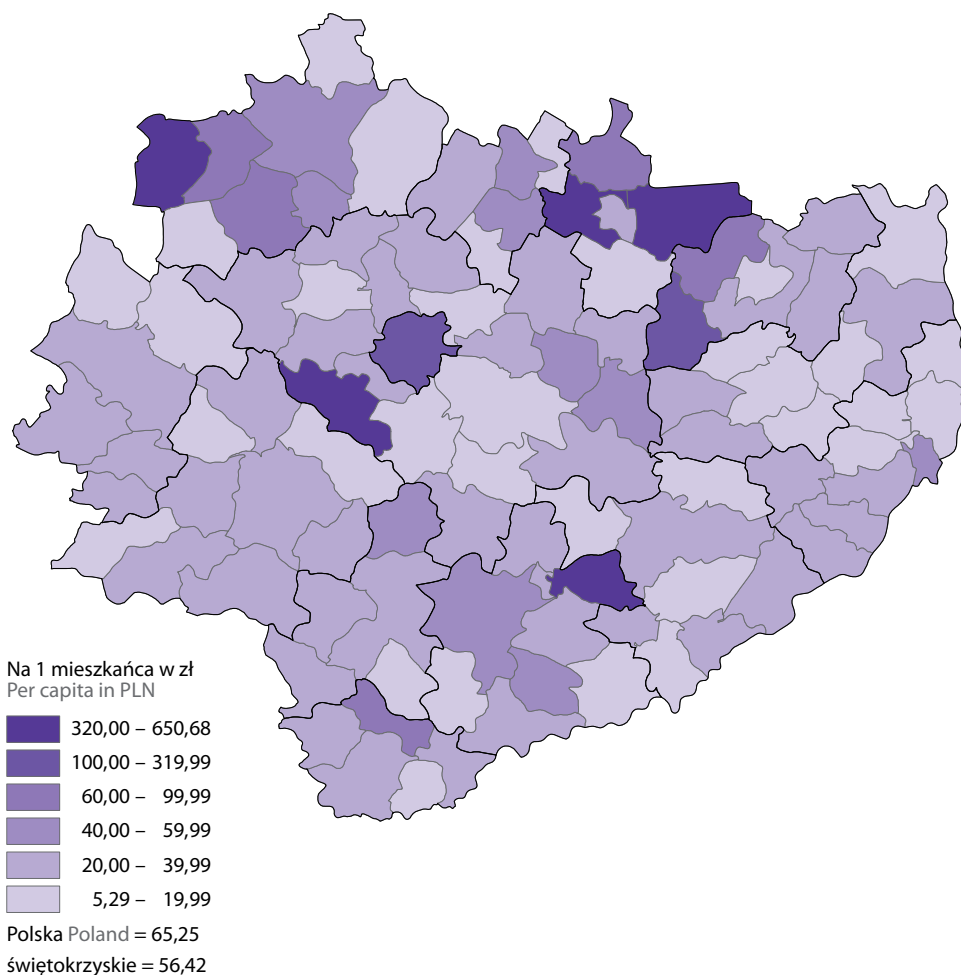 Na 1 mieszkańca w zł
Per capita in PLN
320,00 – 650,68
100,00 – 319,99
60,00 – 99,99
40,00 – 59,99
20,00 – 39,99
5,29 – 19,99
Polska Poland = 65,25
świętokrzyskie = 56,42